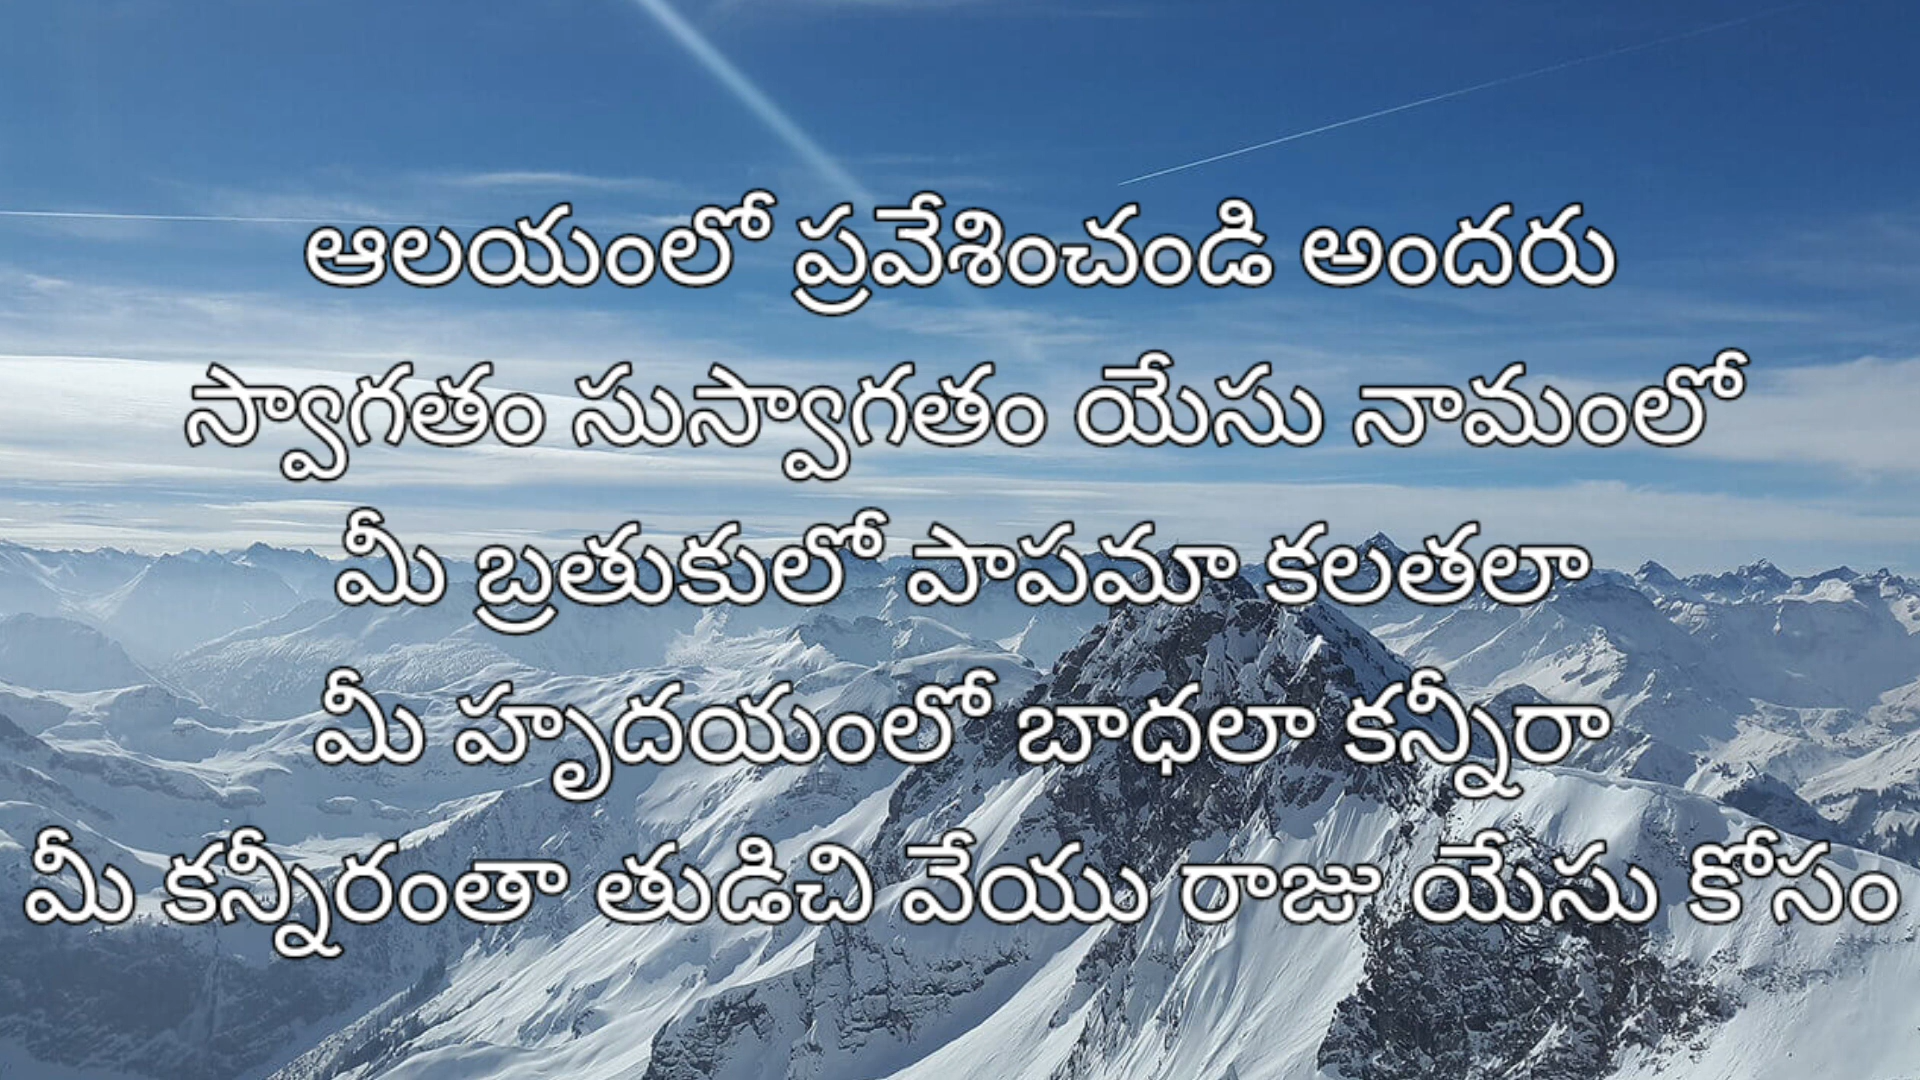 ఆలయంలో ప్రవేశించండి అందరు
స్వాగతం సుస్వాగతం యేసు నామంలో
మీ బ్రతుకులో పాపమా కలతలా
మీ హృదయంలో బాధలా కన్నీరా
మీ కన్నీరంతా తుడిచి వేయు రాజు యేసు కోసం